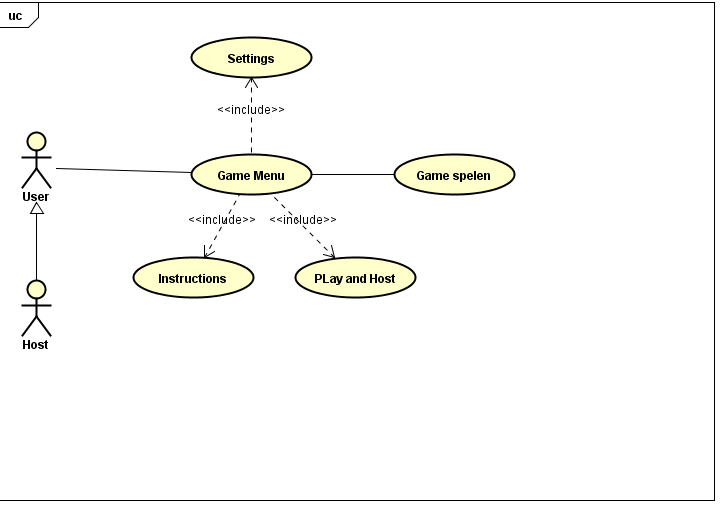 uc
Settings
<<include>>
Game Menu
Game spelen
User
<<include>>
<<include>>
Instructions
PLay and Host
Host